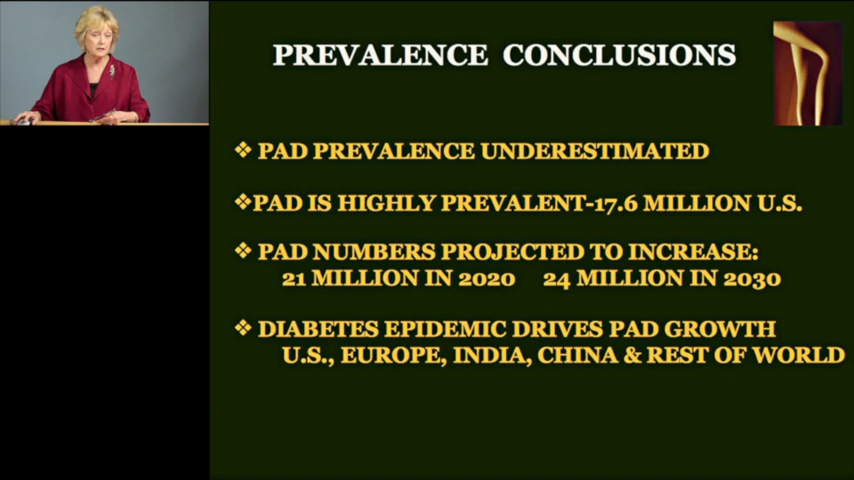 PREVALENCE CONCLUSIONS
❖ PAD PREVALENCE UNDERESTIMATED
❖PAD IS HIGHLY PREVALENT-17.6 MILLION U.S.
❖ PAD NUMBERS PROJECTED TO INCREASE:
21 MILLION IN 2020 24 MILLION IN 2030
❖ DIABETES EPIDEMIC DRIVES PAD GROWTH
U.S., EUROPE, INDIA, CHINA & REST OF WORLD